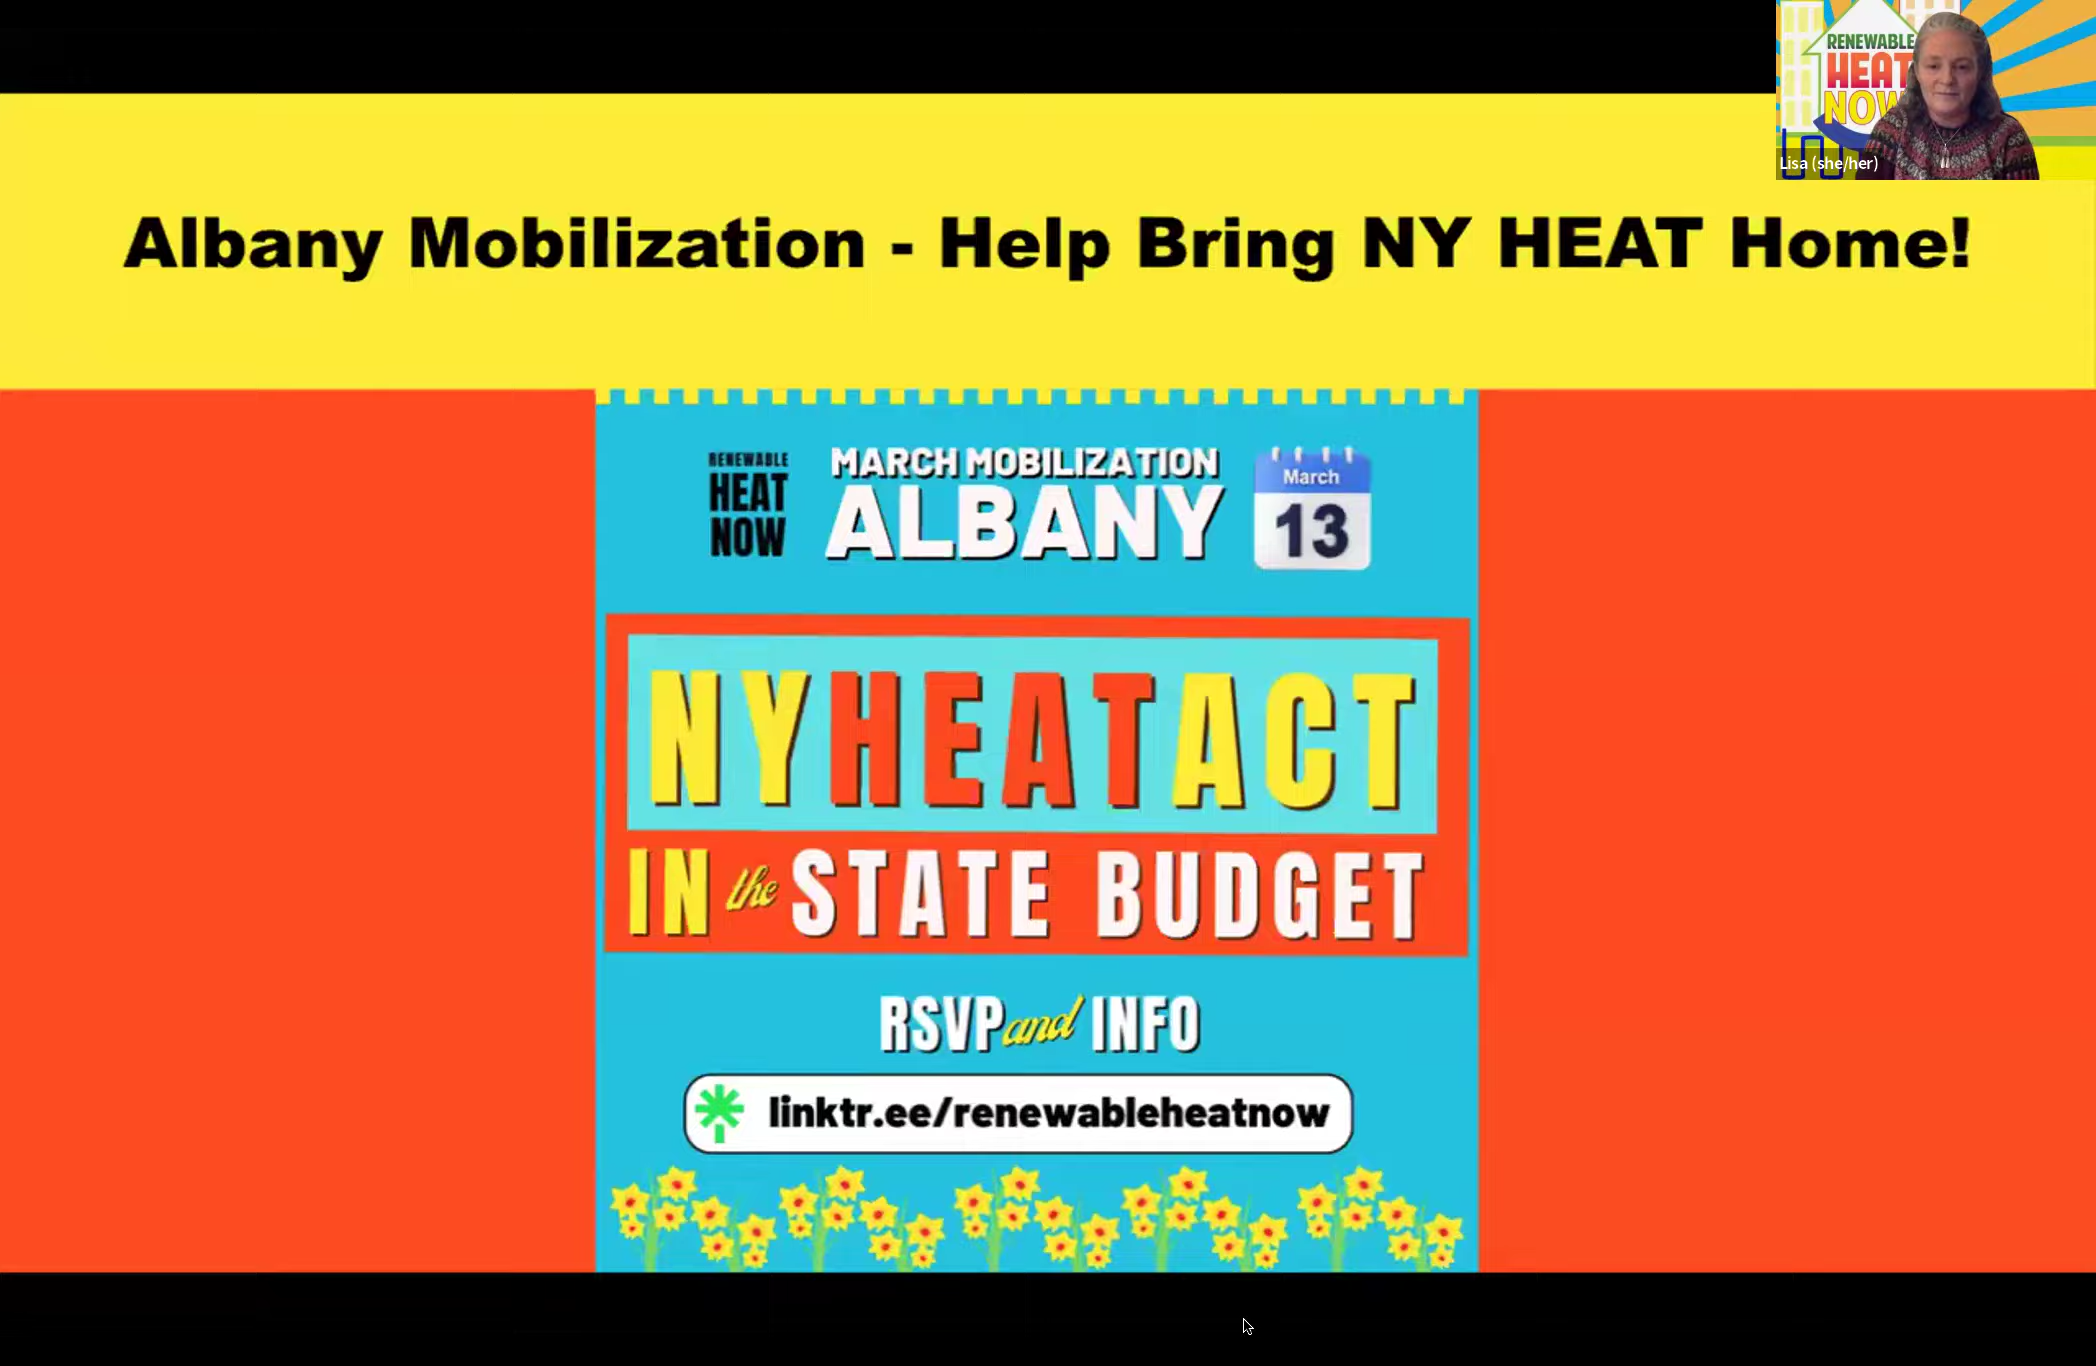 RENEWABLE
HEAT
NOW
Lisa (she/her)
Albany Mobilization - Help Bring NY HEAT Home!
RENEWABLE
HEAT
NOW
MARCH MOBILIZATION
ALBANY
March
13
NYHEATACT
IN the STATE BUDGET
RSVP and INFO
linktr.ee/renewableheatnow